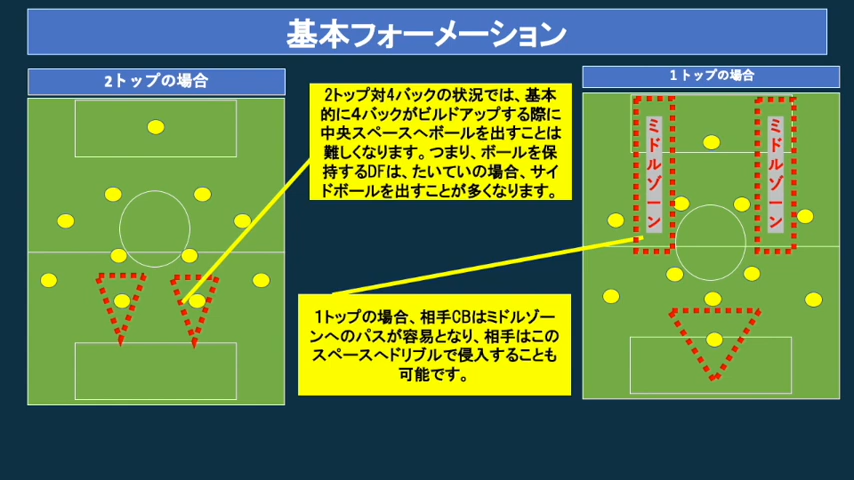 基本フォーメーション
2トップの場合
1トップの場合
2トップ対4バックの状況では、基本
的に4バックがビルドアップする際に
中央スペースへボールを出すことは
難しくなります。つまり、ボールを保
持するDFは、たいていの場合、サイ
ドボールを出すことが多くなります。
ミドルゾーン
ミドルゾーン
1トップの場合、相手CBはミドルゾー
ンへのパスが容易となり、相手はこの
スペースへドリブルで侵入することも
可能です。